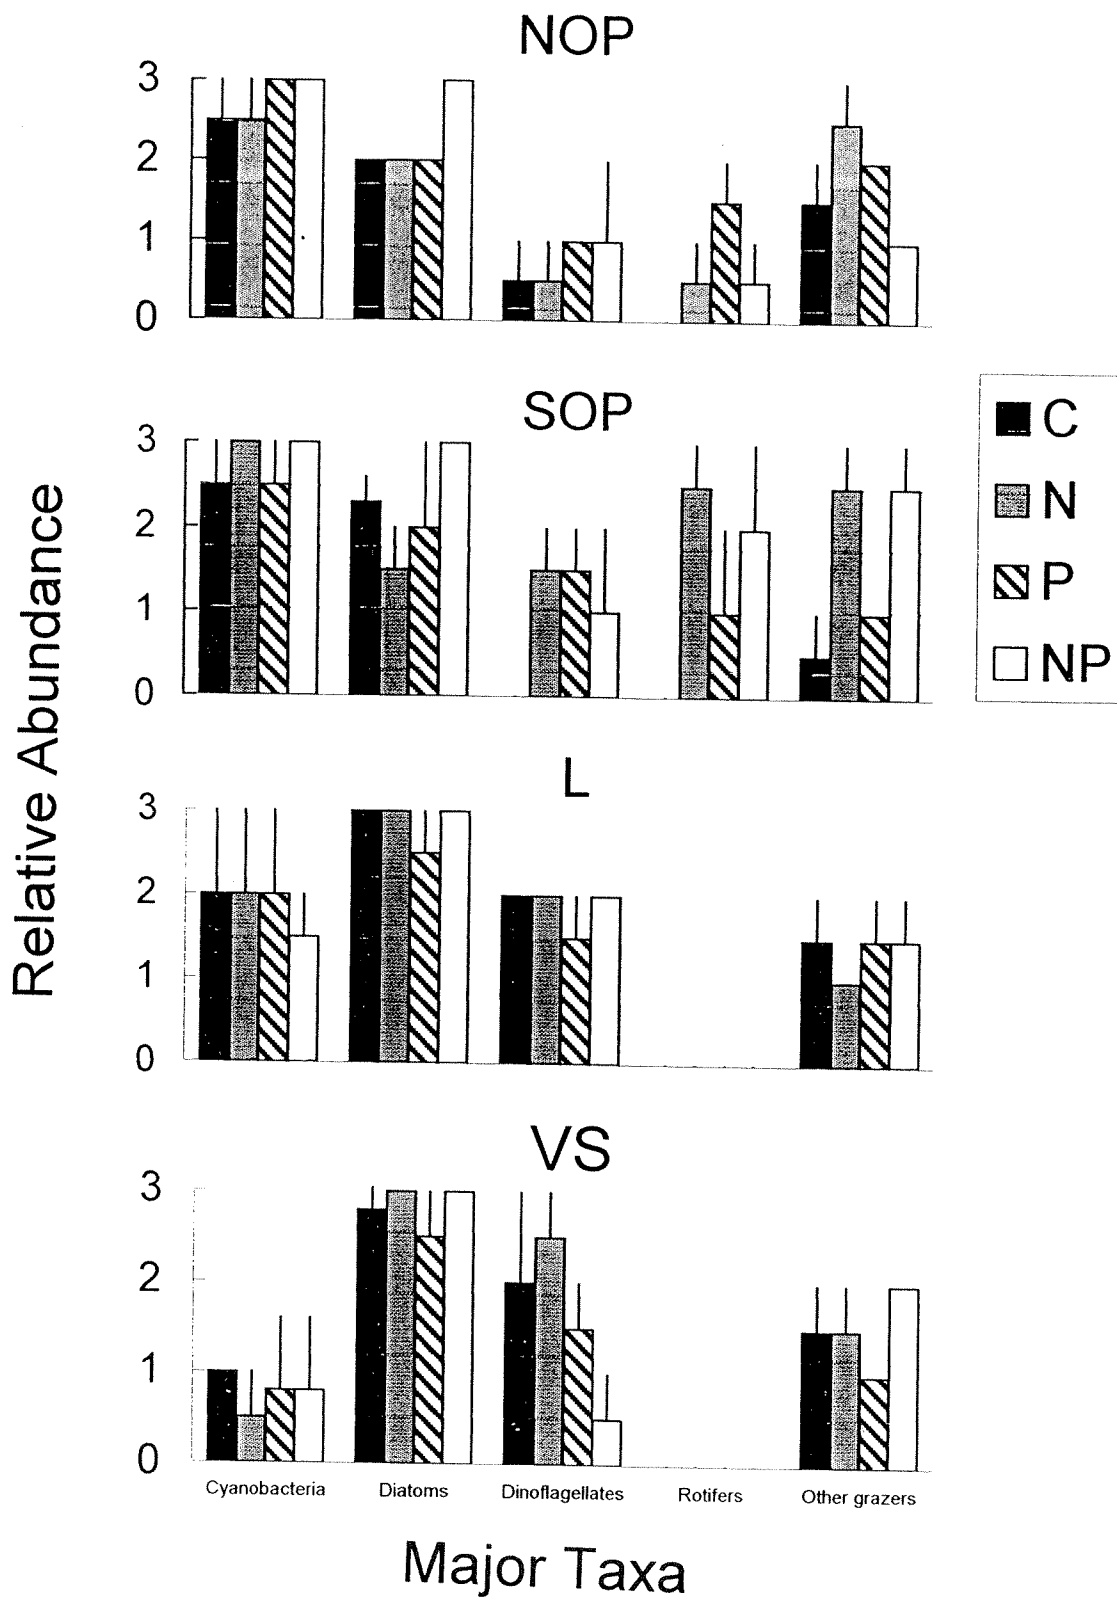 NOP
3
2
1
0
SOP
3
2
1
0
C
N
P
NP
L
3
2
1
0
VS
3
2
1
0
Relative Abundance
Cyanobacteria Diatoms Dinoflagellates Rotifers Other grazers
Major Taxa